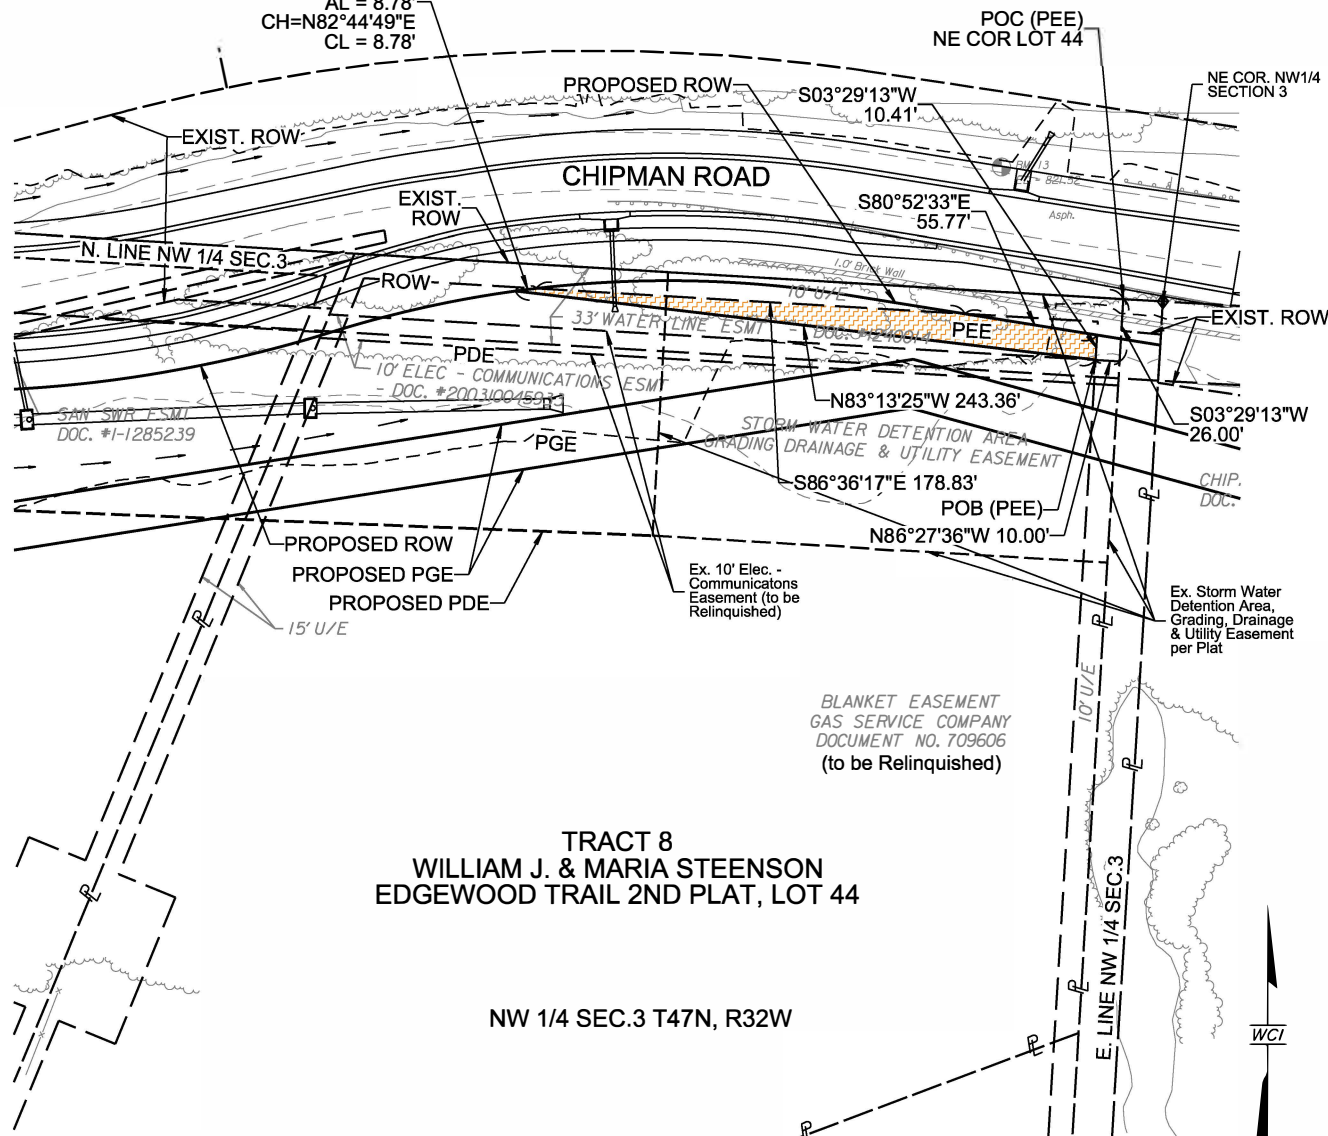 AL = 8.78'
CH=N82°44'49"E
CL = 8.78'
POC (PEE)
NE COR LOT 44
NE COR. NW1/4
SECTION 3
PROPOSED ROW
S03°29'13"W
10.41'
EXIST. ROW
CHIPMAN ROAD
EXIST.
ROW
S80°52'33"E
55.77'
Asph.
N. LINE NW 1/4 SEC.3
1.0' Brick Wall
ROW
10' U/E
33' WATER LINE ESMT - DOC.
PEE
EXIST. ROW
PDE
10' ELEC - COMMUNICATIONS ESMT
- DOC.
N83°13'25"W 243.36'
SAN SWR ESMT
DOC. #1-1285239
S03°29'13"W
26.00'
STORM WATER DETENTION AREA
GRADING DRAINAGE & UTILITY EASEMENT
PGE
S86°36'17"E 178.83'
CHIP.
DOC.
POB (PEE)
N86°27'36"W 10.00'
PROPOSED ROW
PROPOSED PGE
PROPOSED PDE
Ex. 10' Elec. -
Communicatons
Easement (to be
Relinquished)
Ex. Storm Water
Detention Area,
Grading, Drainage
& Utility Easement
per Plat
15' U/E
10' U/E
BLANKET EASEMENT
GAS SERVICE COMPANY
DOCUMENT NO. 709606
(to be Relinquished)
TRACT 8
WILLIAM J. & MARIA STEENSON
EDGEWOOD TRAIL 2ND PLAT, LOT 44
E. LINE NW 1/4 SEC.3
NW 1/4 SEC.3 T47N, R32W
WCI